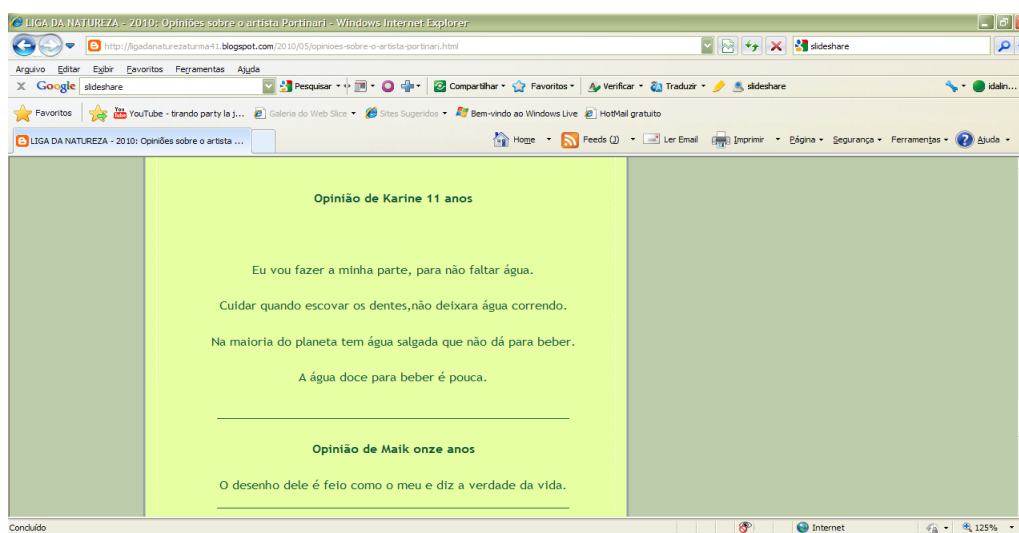 LIGA DA NATUREZA - 2010: Opiniões sobre o artista Portinari - Windows Internet Explorer
http://ligadanaturezaturma41.blogspot.com/2010/05/opinioes-sobre-o-artista-portinari.html slideshare
Arquivo Editar Exibir Favoritos Ferramentas Ajuda
X Google slideshare Pesquisar Compartilhar Favoritos Verificar Traduzir slideshare idalin...
Favoritos YouTube - tirando party la j... Galeria do Web Slice Sites Sugeridos Bem-vindo ao Windows Live HotMail gratuito
LIGA DA NATUREZA - 2010: Opiniões sobre o artista ... Home Feeds (J) Ler Email Imprimir Página Segurança Ferramentas Ajuda
Opinião de Karine 11 anos
Eu vou fazer a minha parte, para não faltar água.
Cuidar quando escovar os dentes,não deixara água correndo.
Na maioria do planeta tem água salgada que não dá para beber.
A água doce para beber é pouca.
Opinião de Maik onze anos
O desenho dele é feio como o meu e diz a verdade da vida.
Concluído Internet 125%